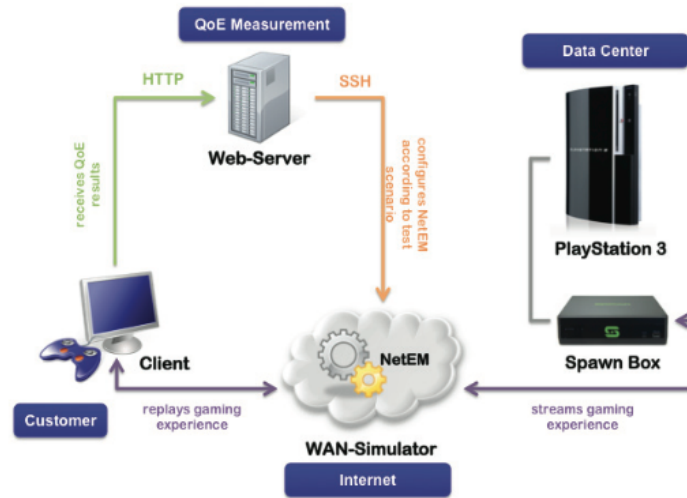 QoE Measurement
Data Center
HTTP
SSH
Web-Server
receives QoE
results
configures NetEM
according to test
scenario
PlayStation 3
Client
NetEM
Spawn Box
Customer
replays gaming
experience
streams gaming
experience
WAN-Simulator
Internet